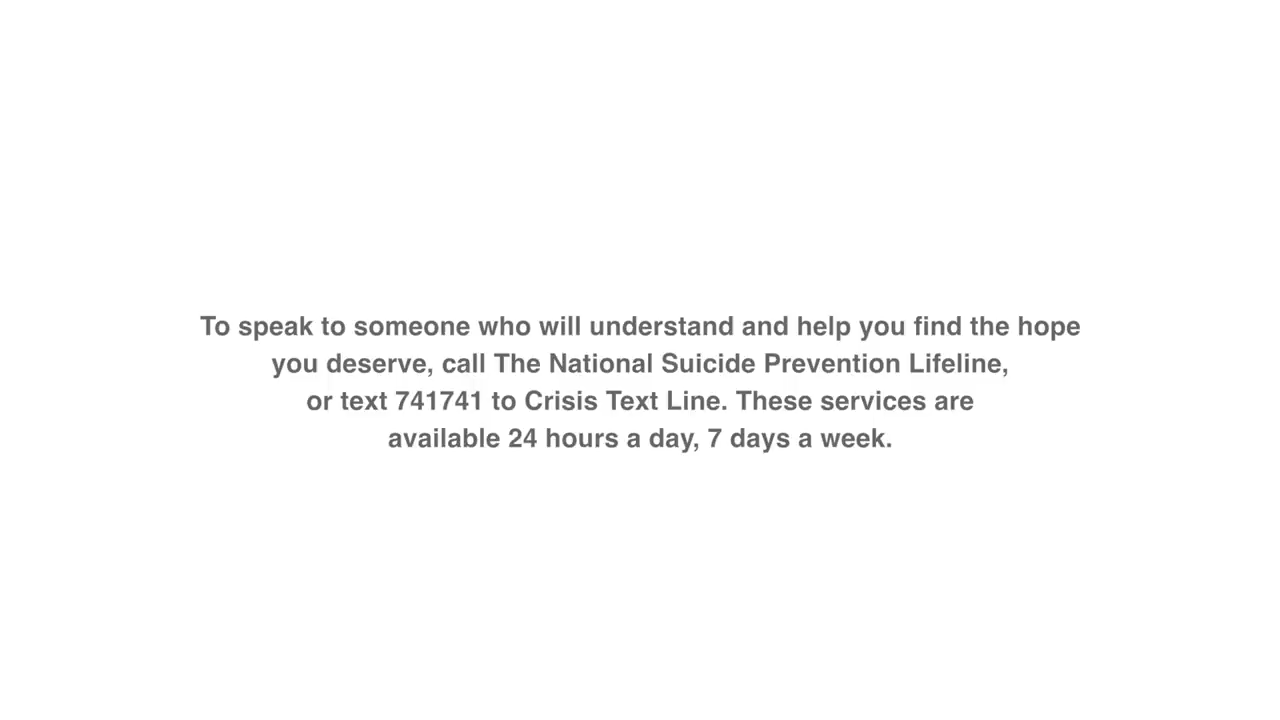 To speak to someone who will understand and help you find the hope
you deserve, call The National Suicide Prevention Lifeline,
or text 741741 to Crisis Text Line. These services are
available 24 hours a day, 7 days a week.